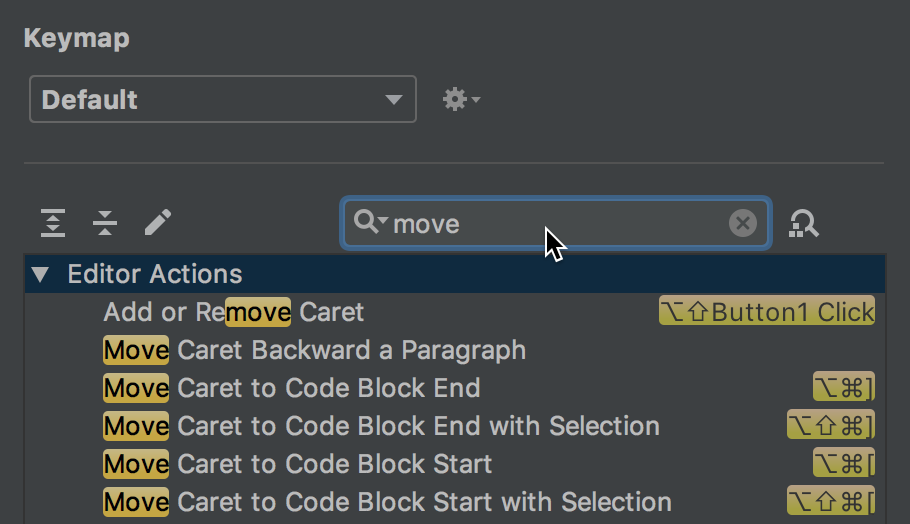 Keymap
Default
move
Editor Actions
Add or Remove Caret ⌥⇧Button1 Click
Move Caret Backward a Paragraph
Move Caret to Code Block End ⌥⌘]
Move Caret to Code Block End with Selection ⌥⇧⌘]
Move Caret to Code Block Start ⌥⌘[
Move Caret to Code Block Start with Selection ⌥⇧⌘[